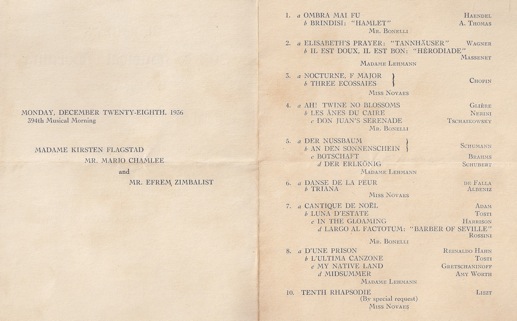 MONDAY, DECEMBER TWENTY-EIGHTH, 1936
394th Musical Morning
MADAME KIRSTEN FLAGSTAD
MR. MARIO CHAMLEE
and
MR. EFREM ZIMBALIST
1. a OMBRA MAI FU HAENDEL
b BRINDISI: "HAMLET" A. THOMAS
MR. BONELLI
2. a ELISABETH'S PRAYER: "TANNHÄUSER" WAGNER
b IL EST DOUX, IL EST BON: "HERODIADE" MASSENET
MADAME LEHMANN
3. a NOCTURNE, F MAJOR
b THREE ECOSSAIES CHOPIN
MISS NOVAES
4. a AH! TWINE NO BLOSSOMS GLIÈRE
b LES ÂNES DU CAIRE NERINI
c DON JUAN'S SERENADE TSCHAIKOWSKY
MR. BONELLI
5. a DER NUSSBAUM
b AN DEN SONNENSCHEIN SCHUMANN
c BOTSCHAFT BRAHMS
d DER ERLKÖNIG SCHUBERT
MADAME LEHMANN
6. a DANSE DE LA PEUR DE FALLA
b TRIANA ALBENIZ
MISS NOVAES
7. a CANTIQUE DE NOËL ADAM
b LUNA D'ESTATE TOSTI
c IN THE GLOAMING HARRISON
d LARGO AL FACTOTUM: "BARBER OF SEVILLE" ROSSINI
MR. BONELLI
8. a D'UNE PRISON REINALDO HAHN
b L'ULTIMA CANZONE TOSTI
c MY NATIVE LAND GRETSCHANINOFF
d MIDSUMMER AMY WORTH
MADAME LEHMANN
10. TENTH RHAPSODIE LISZT
(By special request)
MISS NOVAES